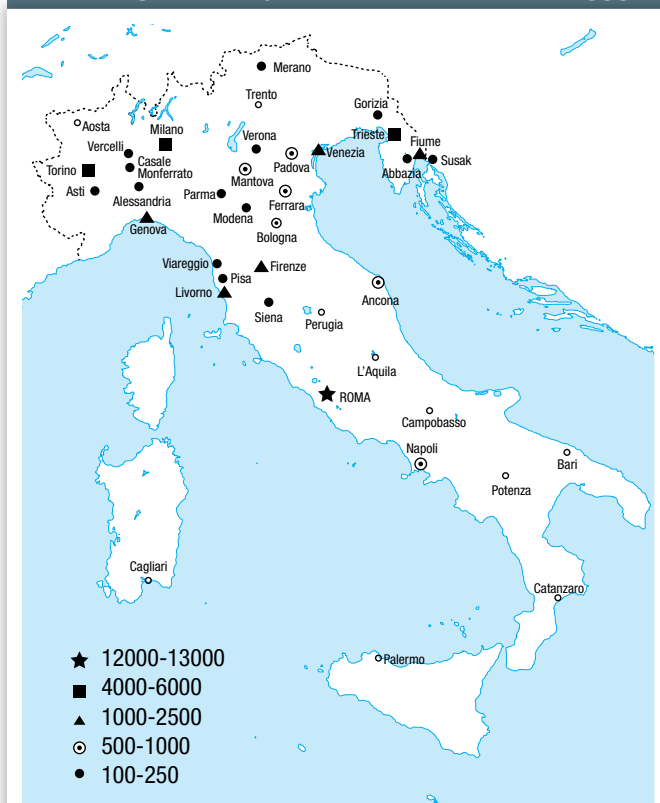 Merano
Trento
Gorizia
Aosta
Milano
Verona
Trieste
Fiume
Vercelli
Venezia
Casale
Monferrato
Padova
Abbazia
Susak
Torino
Mantova
Asti
Parma
Alessandria
Ferrara
Modena
Genova
Bologna
Viareggio
Firenze
Pisa
Livorno
Ancona
Siena
Perugia
L'Aquila
ROMA
Campobasso
Napoli
Bari
Potenza
Cagliari
Catanzaro
Palermo
12000-13000
4000-6000
1000-2500
500-1000
100-250